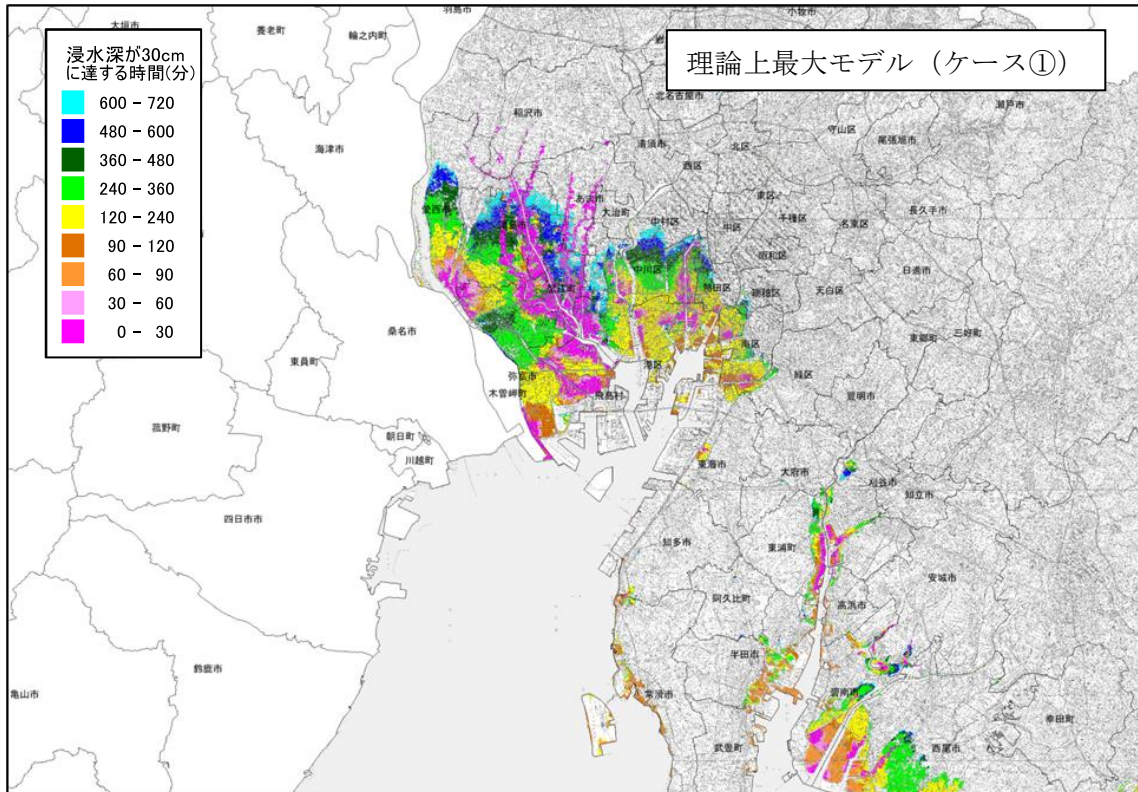 浸水深が30cm
に達する時間(分)
600 - 720
480 - 600
360 - 480
240 - 360
120 - 240
90 - 120
60 - 90
30 - 60
0 - 30
理論上最大モデル（ケース①）
大垣市
養老町
輪之内町
羽島市
小牧市
北名古屋市
瀬戸市
稲沢市
海津市
清須市
西区
北区
守山区
尾張旭市
あま市
大治町
中村区
東区
中区
千種区
名東区
長久手市
愛西市
昭和区
中川区
熱田区
瑞穂区
天白区
日進市
蟹江町
桑名市
東員町
南区
港区
東郷町
三好町
緑区
弥富市
木曽岬町
飛島村
豊明市
菰野町
朝日町
川越町
東海市
大府市
刈谷市
知立市
四日市市
知多市
東浦町
安城市
阿久比町
高浜市
半田市
鈴鹿市
亀山市
常滑市
碧南市
武豊町
西尾市
幸田町